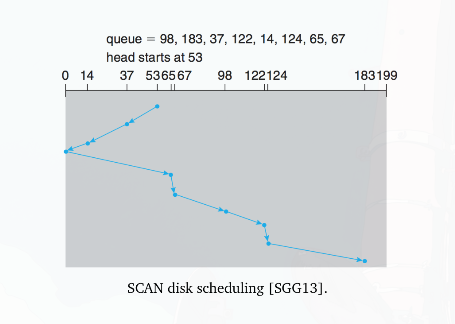 queue = 98, 183, 37, 122, 14, 124, 65, 67
head starts at 53
0 14 37 53 65 67 98 122 124 183 199
SCAN disk scheduling [SGG13].